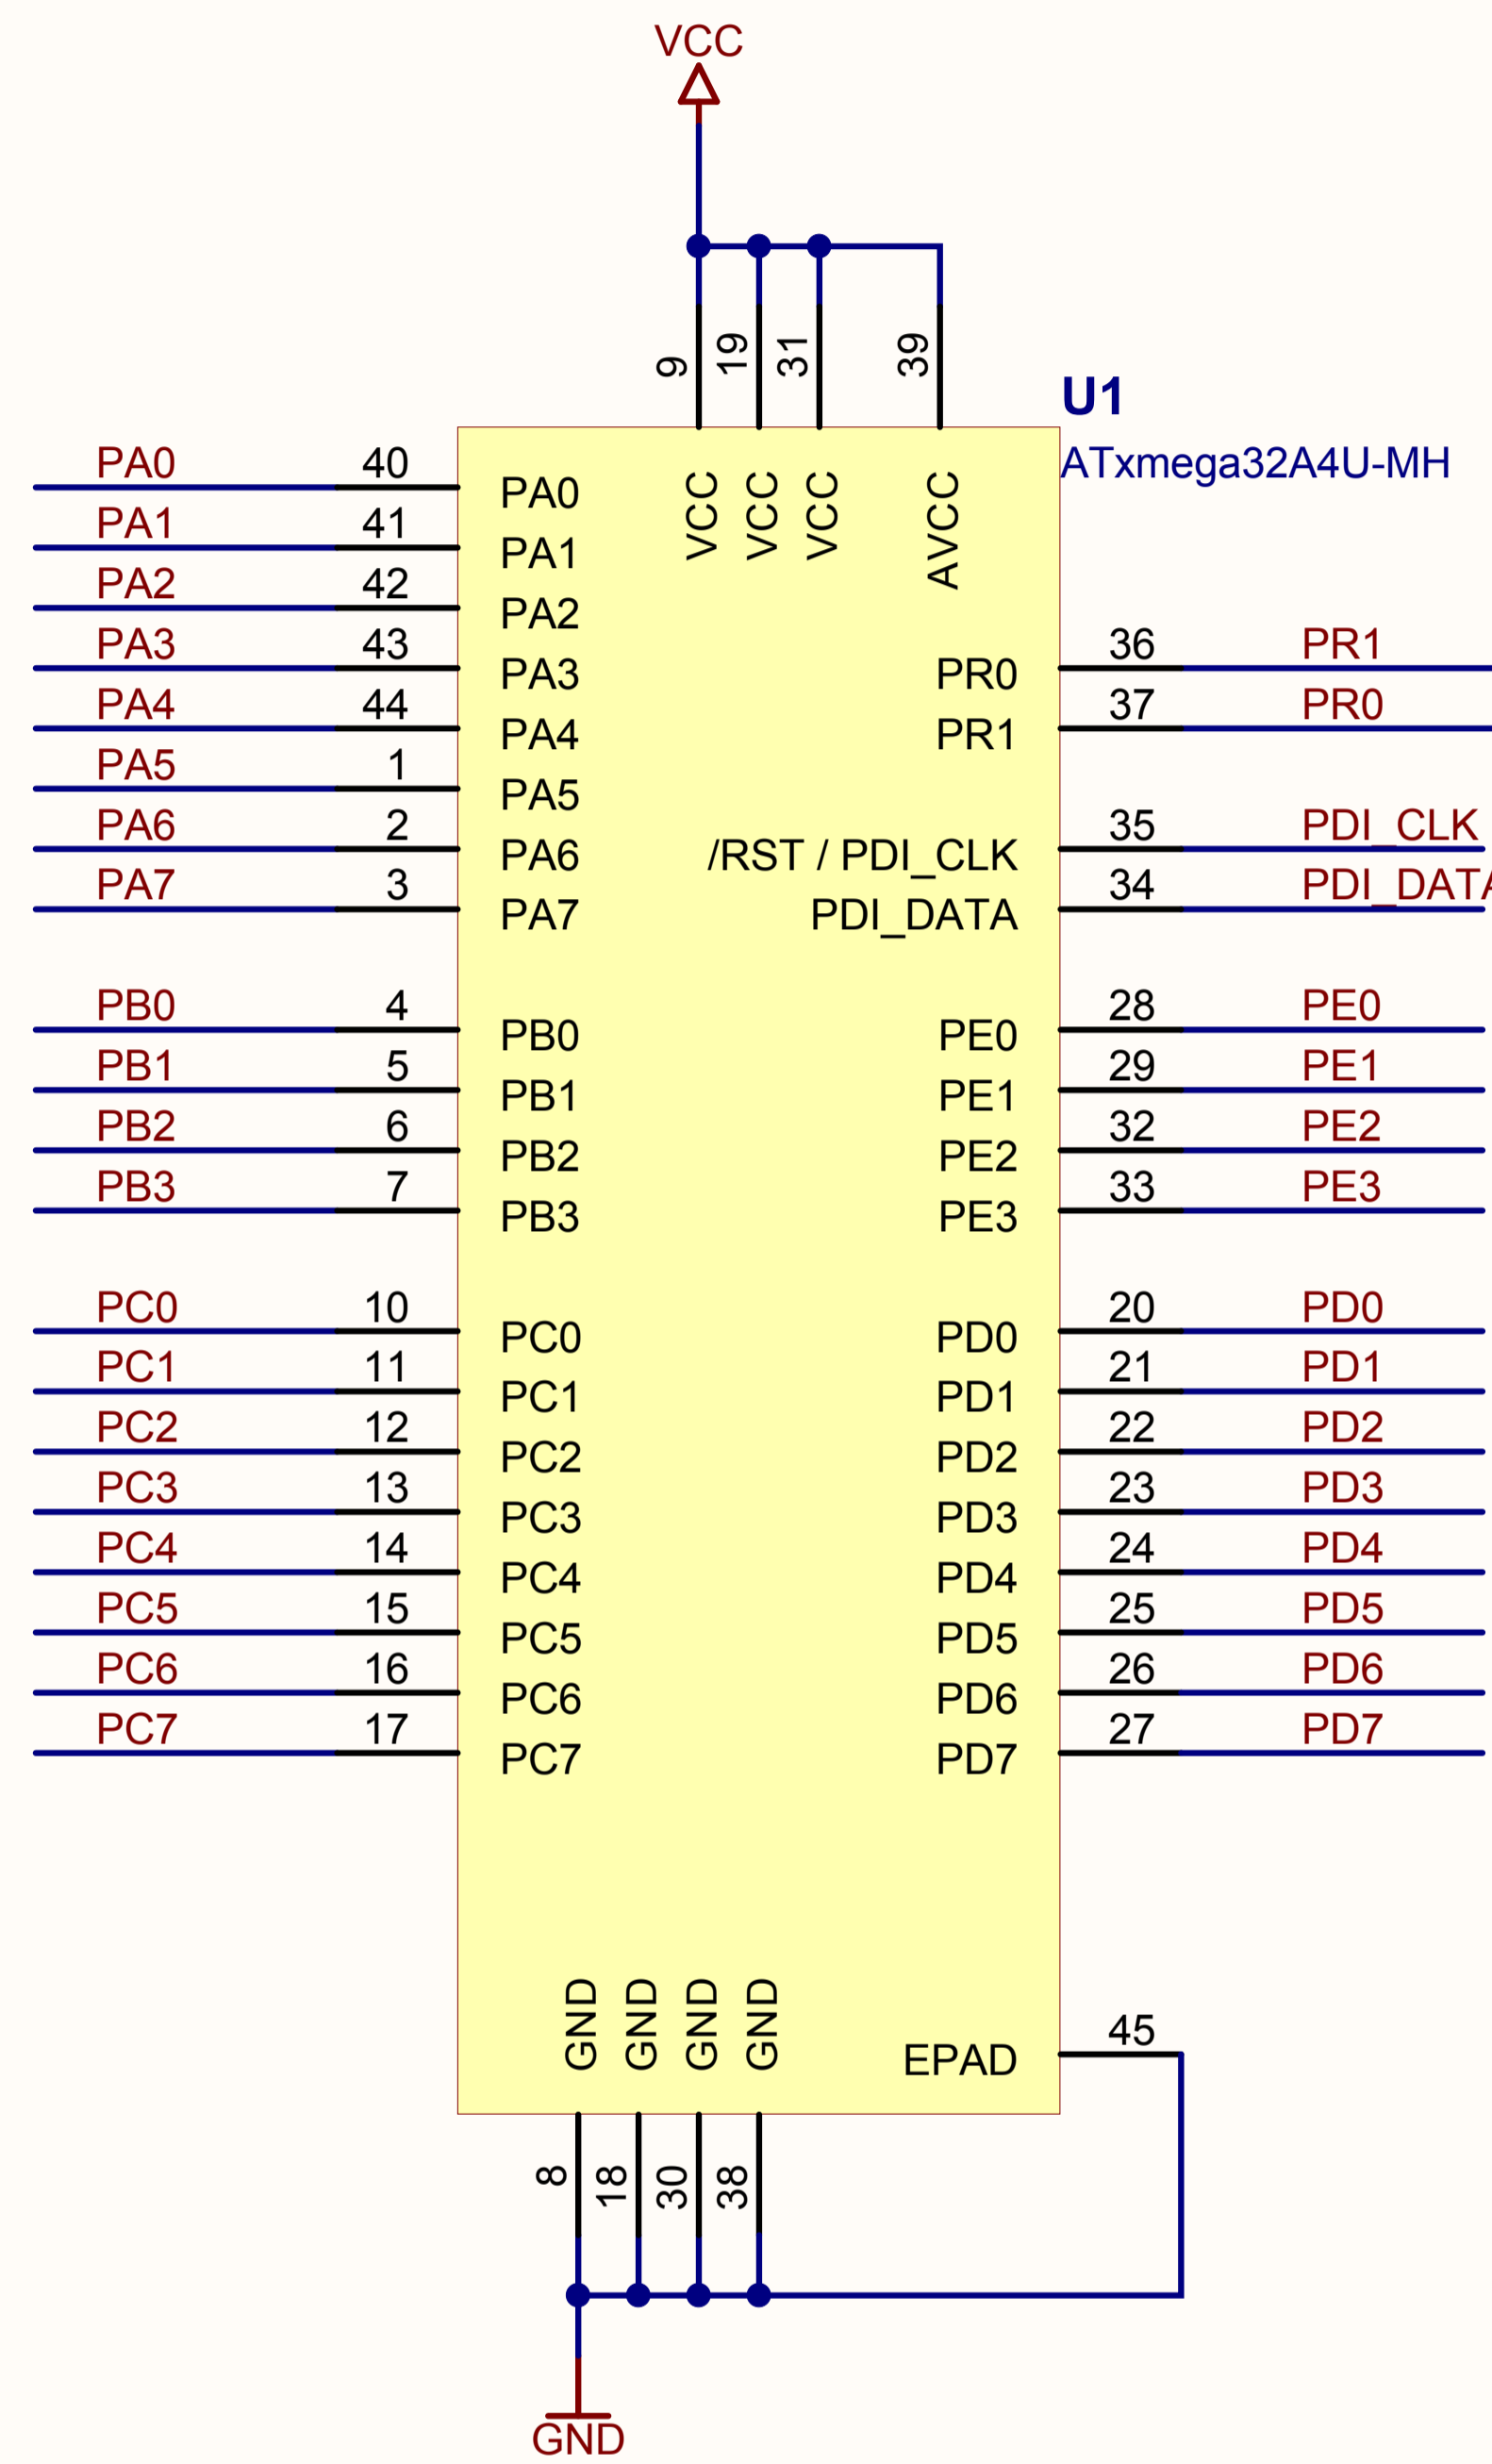 VCC
9 19 31 39
U1
ATxmega32A4U-MH
VCC VCC VCC AVCC
PA0 40 PA0
PA1 41 PA1
PA2 42 PA2
PA3 43 PA3 PR0 36 PR1
PA4 44 PA4 PR1 37 PR0
PA5 1 PA5
PA6 2 PA6 /RST / PDI_CLK 35 PDI_CLK
PA7 3 PA7 PDI_DATA 34 PDI_DATA
PB0 4 PB0 PE0 28 PE0
PB1 5 PB1 PE1 29 PE1
PB2 6 PB2 PE2 32 PE2
PB3 7 PB3 PE3 33 PE3
PC0 10 PC0 PD0 20 PD0
PC1 11 PC1 PD1 21 PD1
PC2 12 PC2 PD2 22 PD2
PC3 13 PC3 PD3 23 PD3
PC4 14 PC4 PD4 24 PD4
PC5 15 PC5 PD5 25 PD5
PC6 16 PC6 PD6 26 PD6
PC7 17 PC7 PD7 27 PD7
GND GND GND GND EPAD 45
8 18 30 38
GND